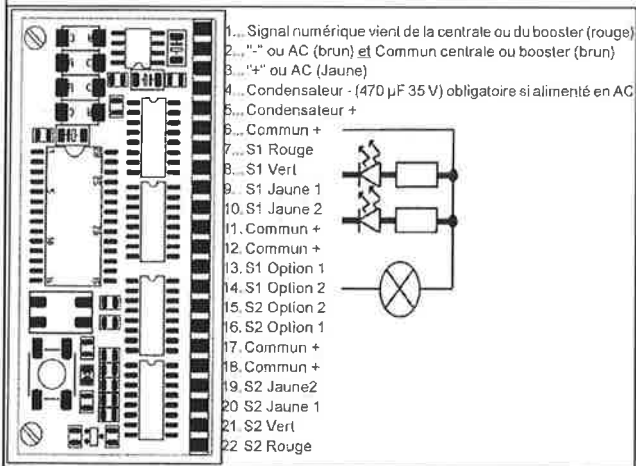 1... Signal numérique vient de la centrale ou du booster (rouge)
2... "-" ou AC (brun) et Commun centrale ou booster (brun)
3... "+" ou AC (Jaune)
4... Condensateur - (470 µF 35 V) obligatoire si alimenté en AC
5... Condensateur +
6... Commun +
7... S1 Rouge
8... S1 Vert
9... S1 Jaune 1
10. S1 Jaune 2
11. Commun +
12. Commun +
13. S1 Option 1
14. S1 Option 2
15. S2 Option 2
16. S2 Option 1
17. Commun +
18. Commun +
19. S2 Jaune2
20 S2 Jaune 1
21. S2 Vert
22 S2 Rouge